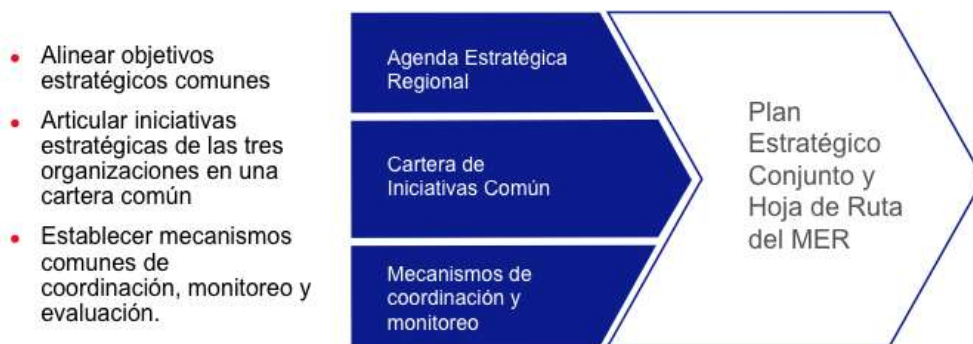 Alinear objetivos
estratégicos comunes
Articular iniciativas
estratégicas de las tres
organizaciones en una
cartera común
Establecer mecanismos
comunes de
coordinación, monitoreo y
evaluación.
Agenda Estratégica
Regional
Cartera de
Iniciativas Común
Mecanismos de
coordinación y
monitoreo
Plan
Estratégico
Conjunto y
Hoja de Ruta
del MER